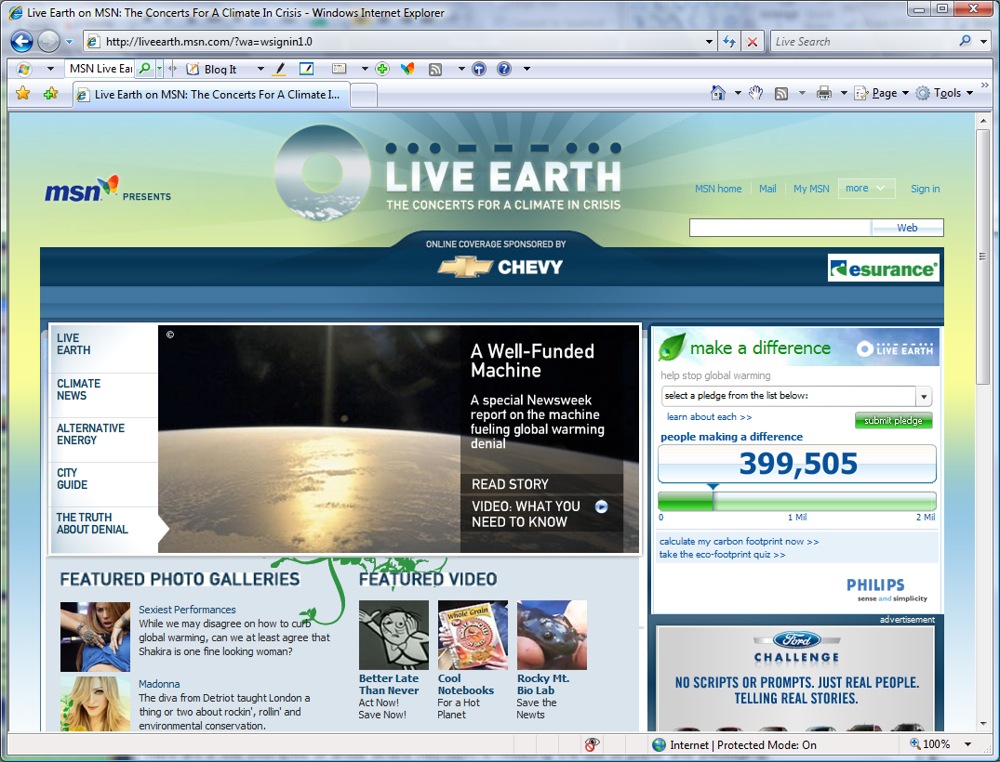 Live Earth on MSN: The Concerts For A Climate In Crisis - Windows Internet Explorer
http://liveearth.msn.com/?wa=wsignin1.0
Live Search
MSN Live Ear
Blog It
Live Earth on MSN: The Concerts For A Climate I...
Page
Tools
msn PRESENTS
LIVE EARTH
THE CONCERTS FOR A CLIMATE IN CRISIS
MSN home
Mail
My MSN
more
Sign in
Web
ONLINE COVERAGE SPONSORED BY
CHEVY
esurance
LIVE
EARTH
CLIMATE
NEWS
ALTERNATIVE
ENERGY
CITY
GUIDE
THE TRUTH
ABOUT DENIAL
©
A Well-Funded
Machine
A special Newsweek
report on the machine
fueling global warming
denial
READ STORY
VIDEO: WHAT YOU
NEED TO KNOW
make a difference
LIVE EARTH
help stop global warming
select a pledge from the list below:
learn about each >>
submit pledge
people making a difference
399,505
0
1 Mil
2 Mil
calculate my carbon footprint now >>
take the eco-footprint quiz >>
PHILIPS
sense and simplicity
FEATURED PHOTO GALLERIES
Sexiest Performances
While we may disagree on how to curb
global warming, can we at least agree that
Shakira is one fine looking woman?
Madonna
The diva from Detriot taught London a
thing or two about rockin', rollin' and
environmental conservation.
FEATURED VIDEO
Whole Grain
Better Late
Than Never
Act Now!
Save Now!
Cool
Notebooks
For a Hot
Planet
Rocky Mt.
Bio Lab
Save the
Newts
advertisement
Ford
CHALLENGE
NO SCRIPTS OR PROMPTS. JUST REAL PEOPLE.
TELLING REAL STORIES.
Internet | Protected Mode: On
100%